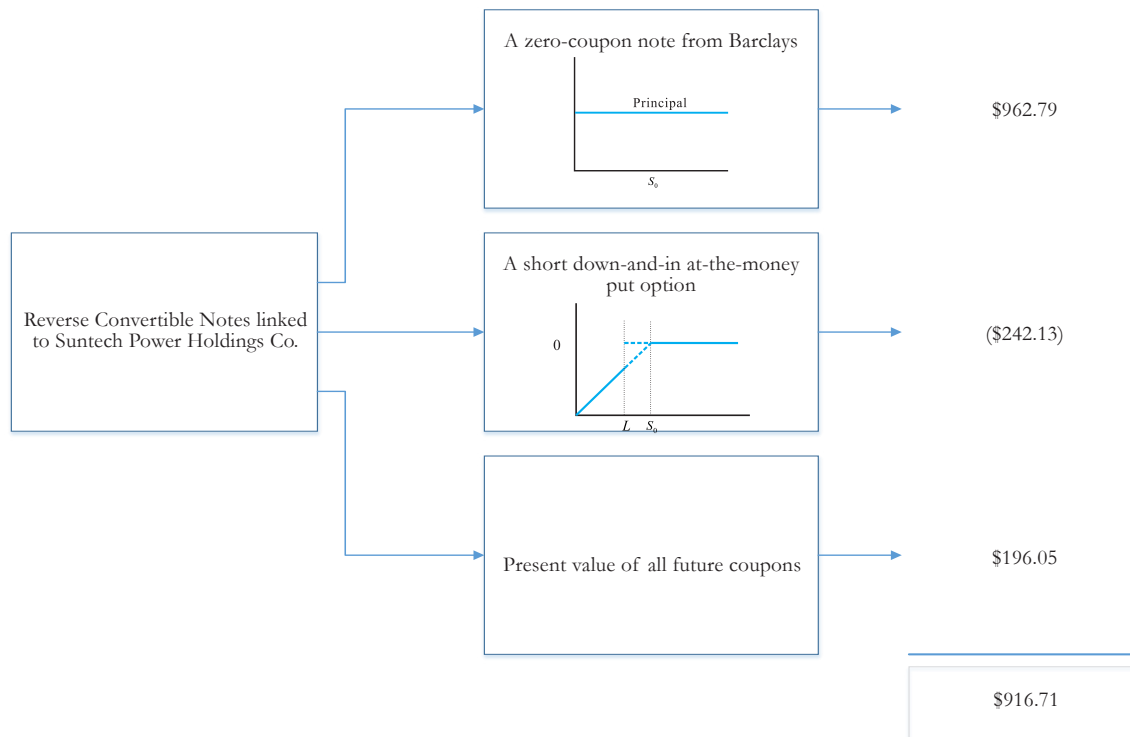 A zero-coupon note from Barclays
Principal
S₀
$962.79
Reverse Convertible Notes linked
to Suntech Power Holdings Co.
A short down-and-in at-the-money
put option
0
L S₀
($242.13)
Present value of all future coupons
$196.05
$916.71